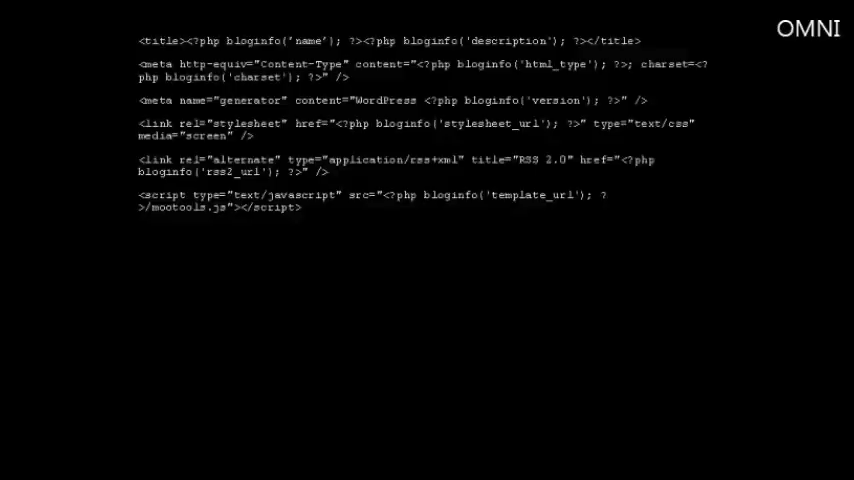 OMNI
<title><?php bloginfo('name'); ?><?php bloginfo('description'); ?></title>
<meta http-equiv="Content-Type" content="<?php bloginfo('html_type'); ?>; charset=<?
php bloginfo('charset'); ?>" />
<meta name="generator" content="WordPress <?php bloginfo('version'); ?>" />
<link rel="stylesheet" href="<?php bloginfo('stylesheet_url'); ?>" type="text/css"
media="screen" />
<link rel="alternate" type="application/rss+xml" title="RSS 2.0" href="<?php
bloginfo('rss2_url'); ?>" />
<script type="text/javascript" src="<?php bloginfo('template_url'); ?
>/mootools.js"></script>